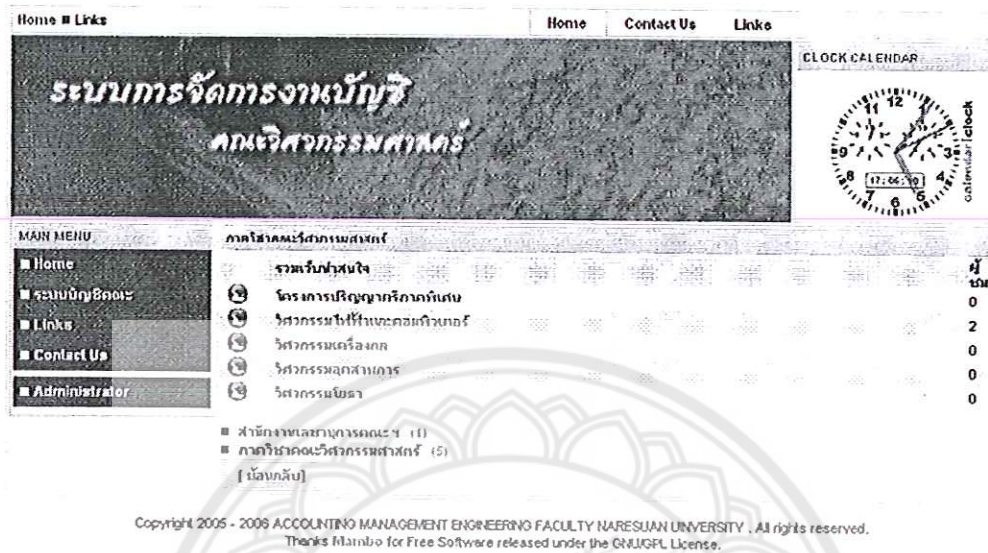 Home Links
Home Contact Us Links
ระบบการจัดการงานบัญชี
คณะวิศวกรรมศาสตร์
CLOCK CALENDAR
11 12
9 3
8 4
7 6 5
calendar clock
MAIN MENU
Home
ระบบบัญชีคณะ
Links
Contact Us
Administrator
ภาควิชาคณะวิศวกรรมศาสตร์
รวมเว็บน่าสนใจ
โครงการปริญญาตรีภาคพิเศษ 0
วิศวกรรมไฟฟ้าและคอมพิวเตอร์ 2
วิศวกรรมเครื่องกล 0
วิศวกรรมอุตสาหการ 0
วิศวกรรมโยธา 0
สำนักงานเลขานุการคณะฯ (1)
ภาควิชาคณะวิศวกรรมศาสตร์ (5)
[ ย้อนกลับ]
Copyright 2005 - 2006 ACCOUNTING MANAGEMENT ENGINEERING FACULTY NARESUAN UNIVERSITY . All rights reserved.
Thanks Mambo for Free Software released under the GNU/GPL License.